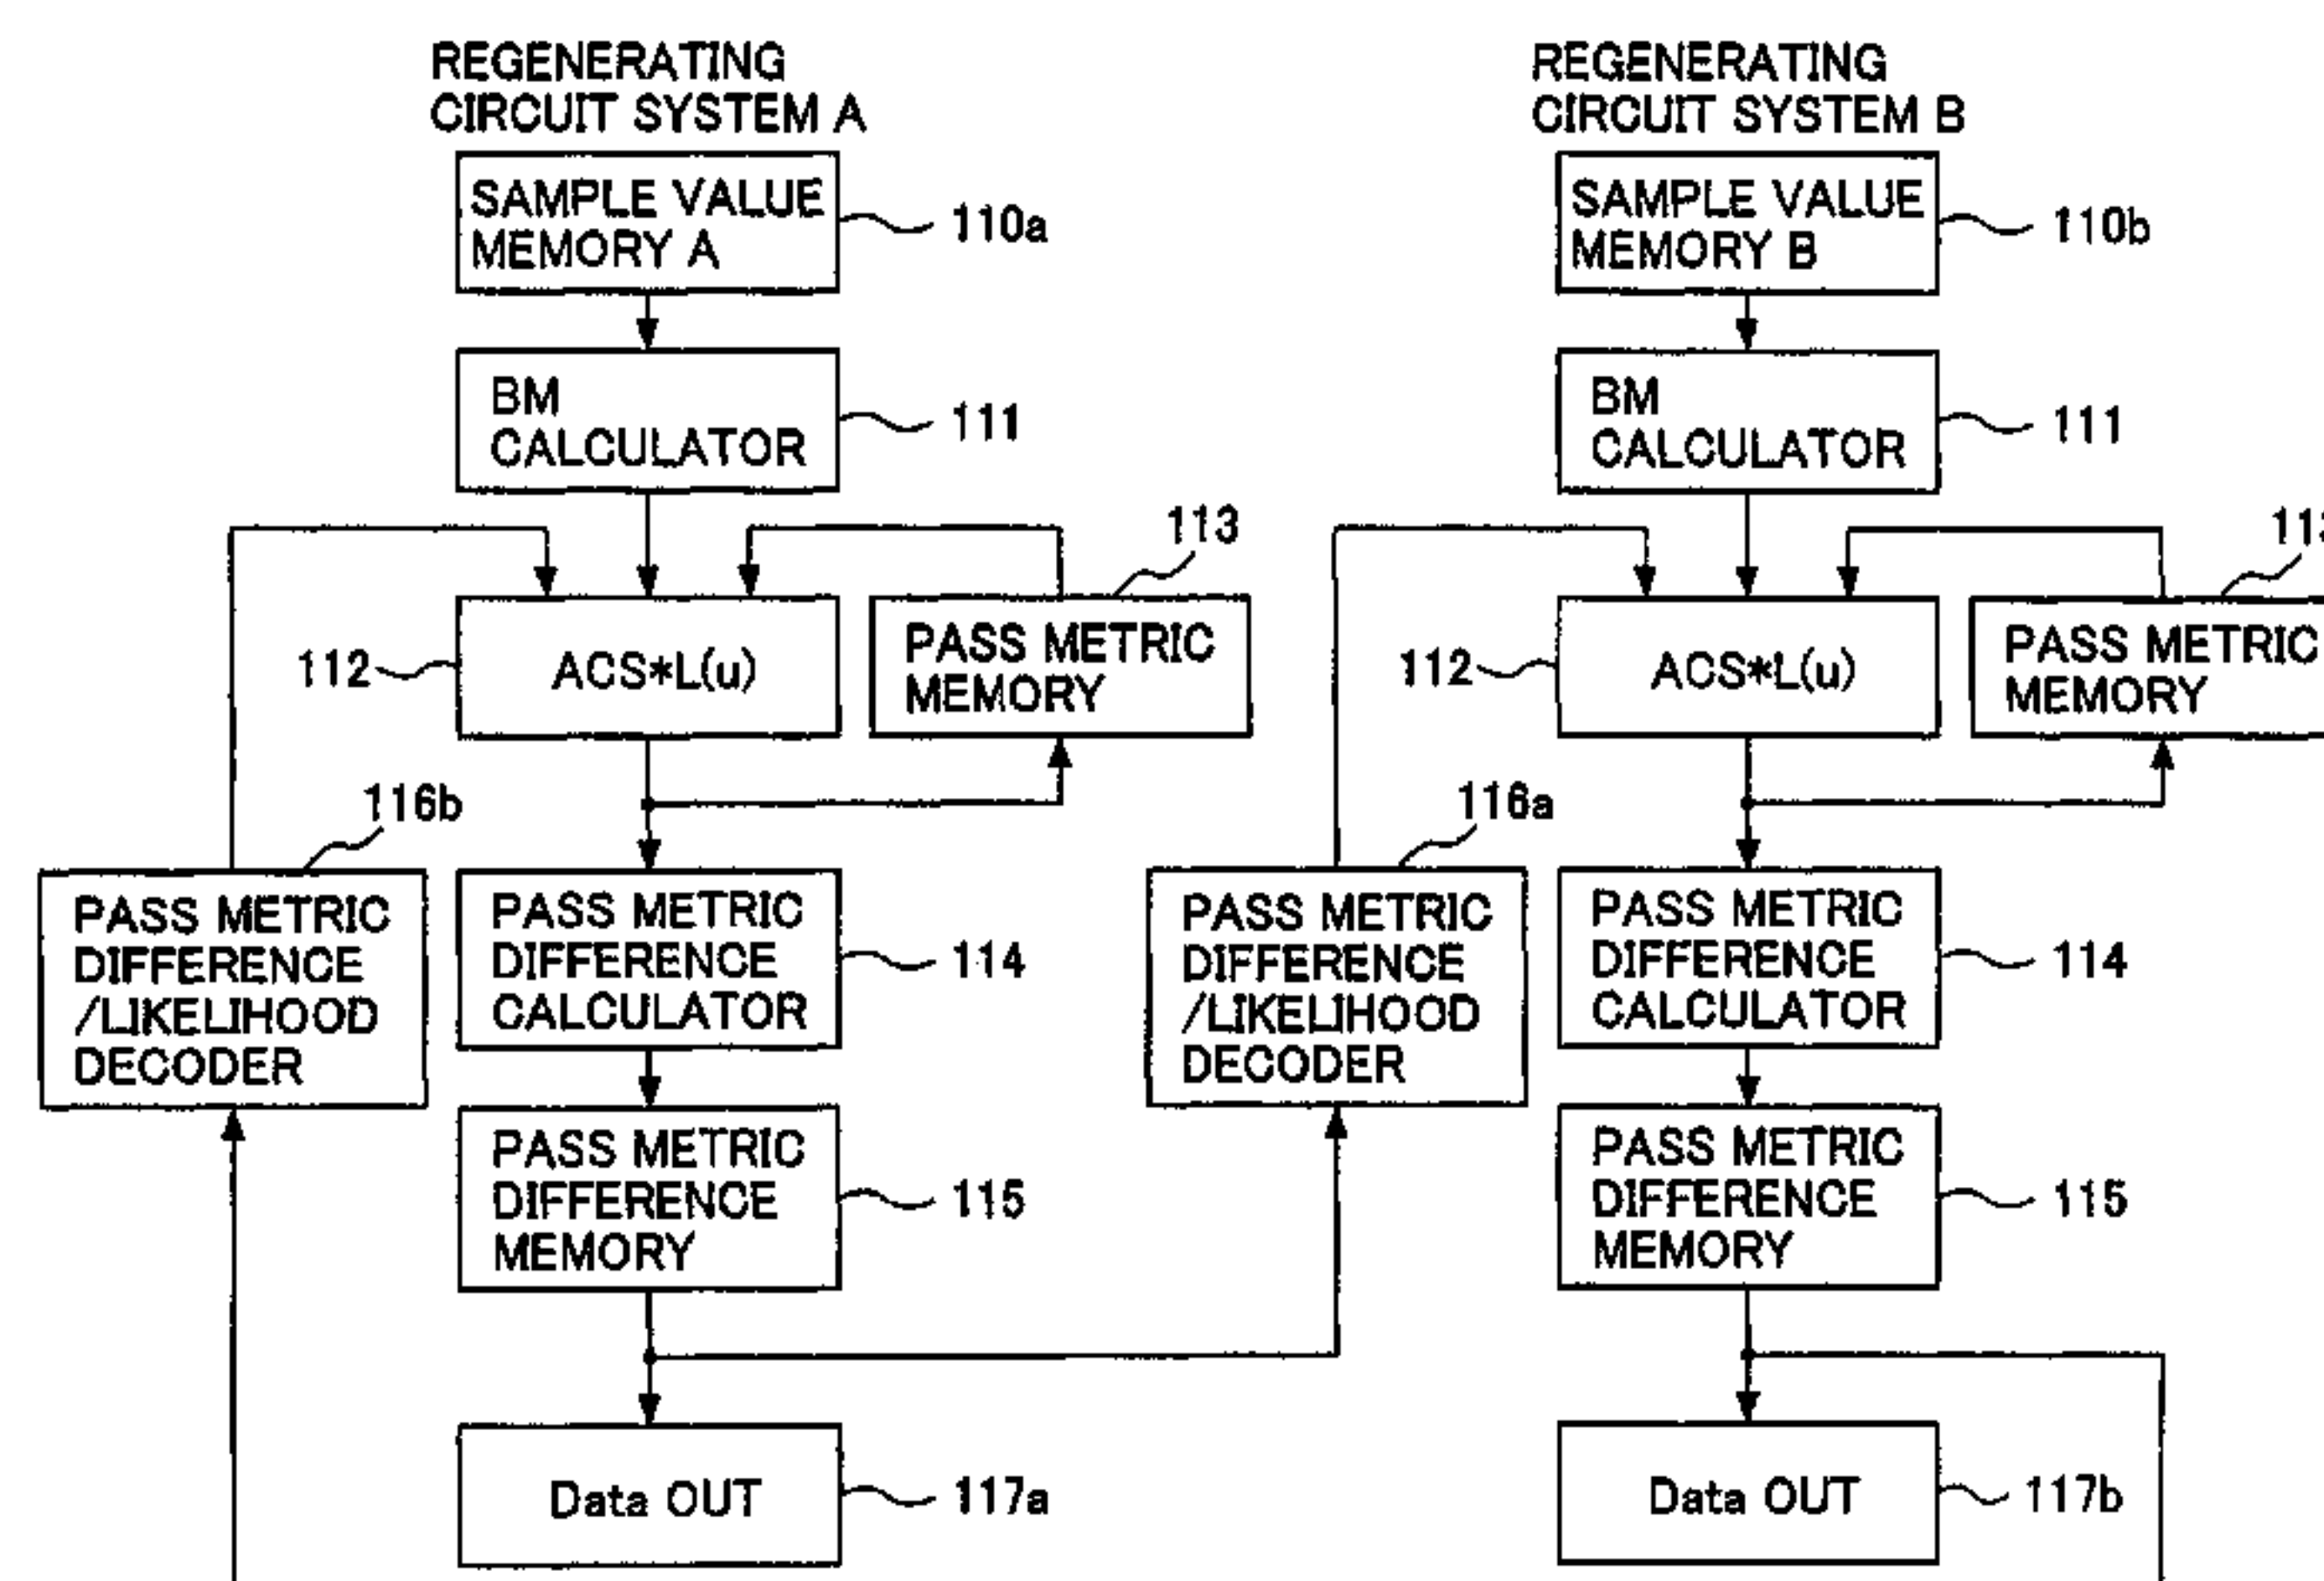 REGENERATING
CIRCUIT SYSTEM A
SAMPLE VALUE
MEMORY A
110a
BM
CALCULATOR
111
113
112
ACS*L(u)
PASS METRIC
MEMORY
116b
PASS METRIC
DIFFERENCE
/LIKELIHOOD
DECODER
PASS METRIC
DIFFERENCE
CALCULATOR
114
PASS METRIC
DIFFERENCE
MEMORY
115
Data OUT
117a
REGENERATING
CIRCUIT SYSTEM B
SAMPLE VALUE
MEMORY B
110b
BM
CALCULATOR
111
112
ACS*L(u)
PASS METRIC
MEMORY
116a
PASS METRIC
DIFFERENCE
/LIKELIHOOD
DECODER
PASS METRIC
DIFFERENCE
CALCULATOR
114
PASS METRIC
DIFFERENCE
MEMORY
115
Data OUT
117b